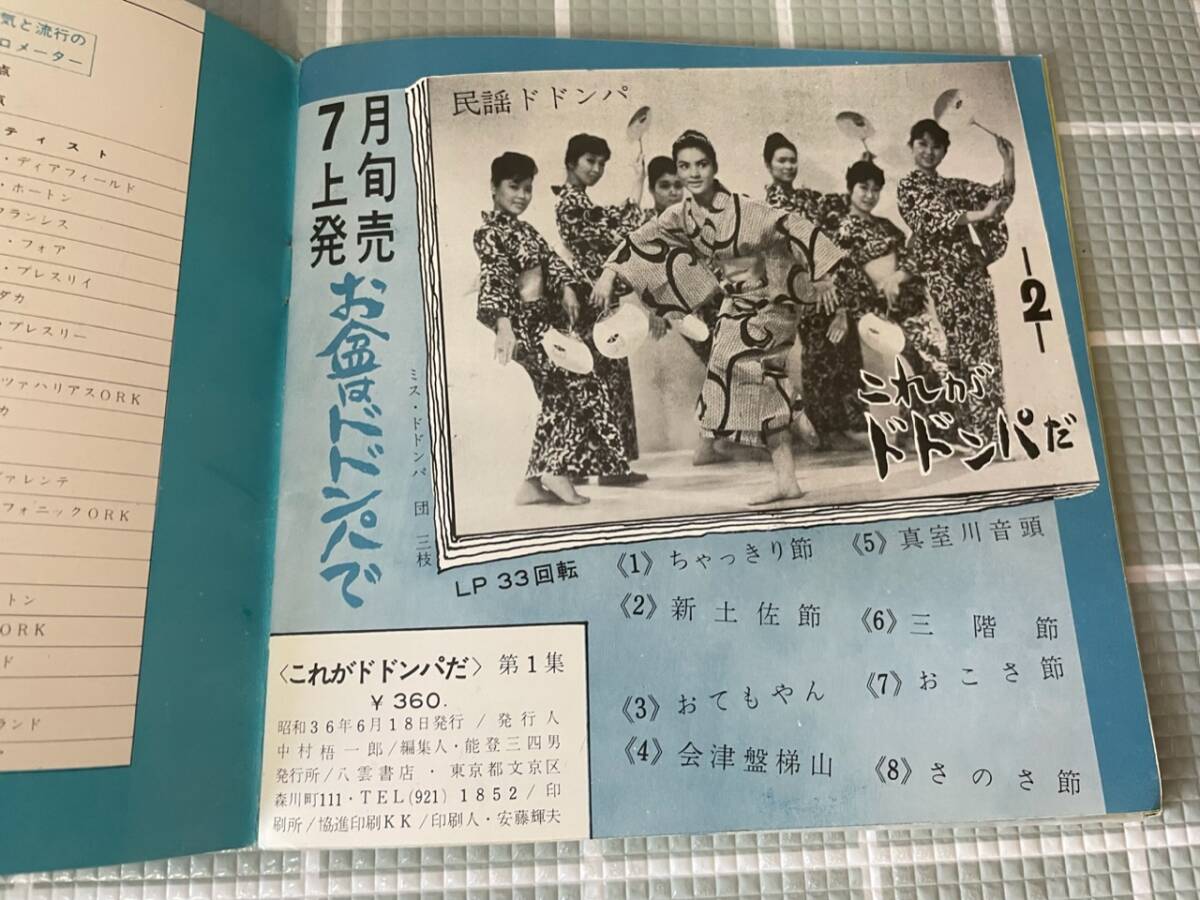 気と流行の
ロメーター
点
ティスト
・ディアフィールド
・ホートン
フランシス
・フォア
・プレスリイ
ダカ
・プレスリー
ツァハリアスORK
カ
ヴァレンテ
フォニックORK
トン
ORK
ド
ランド
7月
上旬
発売
お盆はドドンパで
ミス・ドドンパ 団 三枝
民謡ドドンパ
－2－
これが
ドドンパだ
LP 33回転
《1》ちゃっきり節
《2》新土佐節
《3》おてもやん
《4》会津盤梯山
《5》真室川音頭
《6》三階節
《7》おこさ節
《8》さのさ節
〈これがドドンパだ〉第1集
¥360.
昭和36年6月18日発行/発行人
中村梧一郎/編集人・能登三四男
発行所/八雲書店・東京都文京区
森川町111・TEL(921)1852/印
刷所/協進印刷KK/印刷人・安藤輝夫